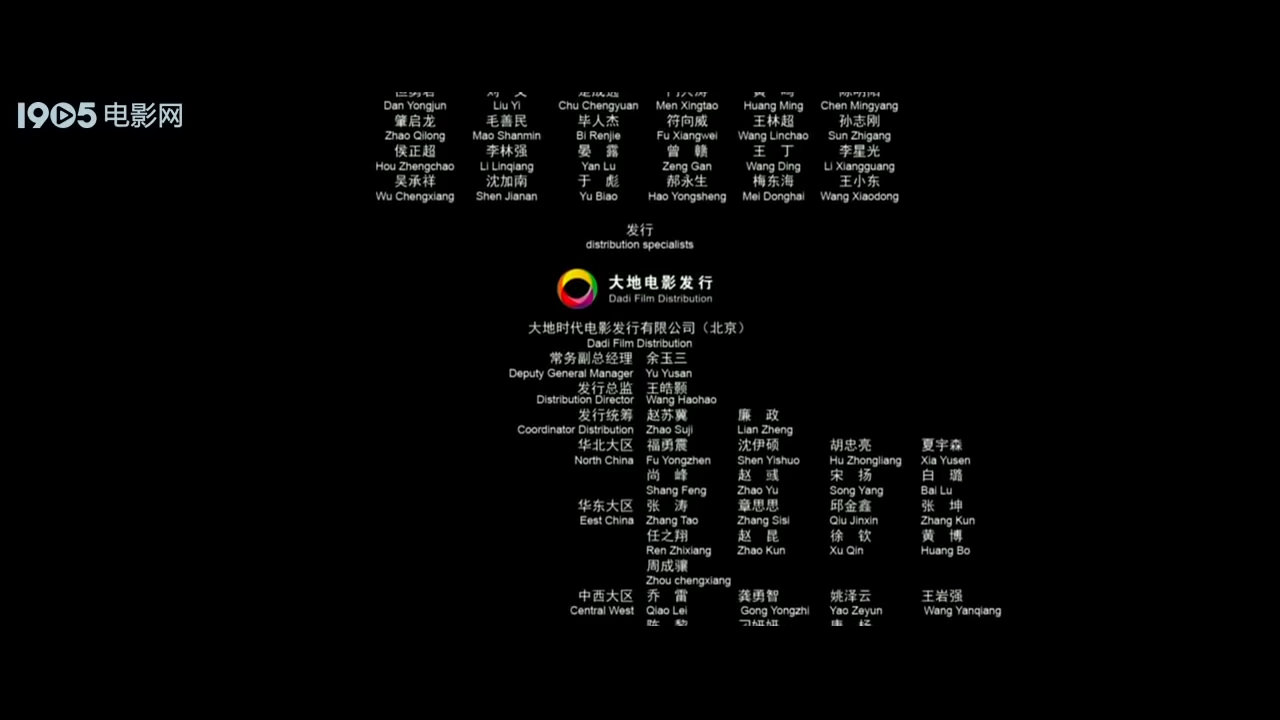 1905电影网
Dan Yongjun Liu Yi Chu Chengyuan Men Xingtao Huang Ming Chen Mingyang
肇启龙 毛善民 毕人杰 符向威 王林超 孙志刚
Zhao Qilong Mao Shanmin Bi Renjie Fu Xiangwei Wang Linchao Sun Zhigang
侯正超 李林强 晏 露 曾 赣 王 丁 李星光
Hou Zhengchao Li Linqiang Yan Lu Zeng Gan Wang Ding Li Xiangguang
吴承祥 沈加南 于 彪 郝永生 梅东海 王小东
Wu Chengxiang Shen Jianan Yu Biao Hao Yongsheng Mei Donghai Wang Xiaodong
发行
distribution specialists
大地电影发行
Dadi Film Distribution
大地时代电影发行有限公司（北京）
Dadi Film Distribution
常务副总经理 余玉三
Deputy General Manager Yu Yusan
发行总监 王皓颢
Distribution Director Wang Haohao
发行统筹 赵苏冀 廉 政
Coordinator Distribution Zhao Suji Lian Zheng
华北大区 福勇震 沈伊硕 胡忠亮 夏宇森
North China Fu Yongzhen Shen Yishuo Hu Zhongliang Xia Yusen
尚 峰 赵 彧 宋 扬 白 璐
Shang Feng Zhao Yu Song Yang Bai Lu
华东大区 张 涛 章思思 邱金鑫 张 坤
Eest China Zhang Tao Zhang Sisi Qiu Jinxin Zhang Kun
任之翔 赵 昆 徐 钦 黄 博
Ren Zhixiang Zhao Kun Xu Qin Huang Bo
周成骧
Zhou chengxiang
中西大区 乔 雷 龚勇智 姚泽云 王岩强
Central West Qiao Lei Gong Yongzhi Yao Zeyun Wang Yanqiang